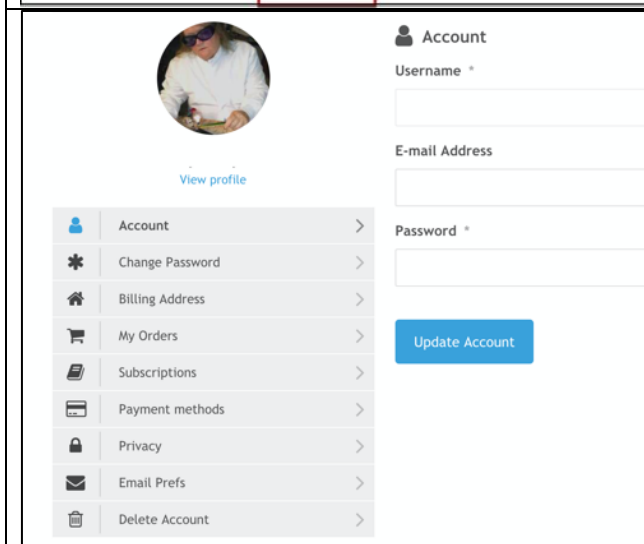 View profile
Account
Change Password
Billing Address
My Orders
Subscriptions
Payment methods
Privacy
Email Prefs
Delete Account
Account
Username *
E-mail Address
Password *
Update Account